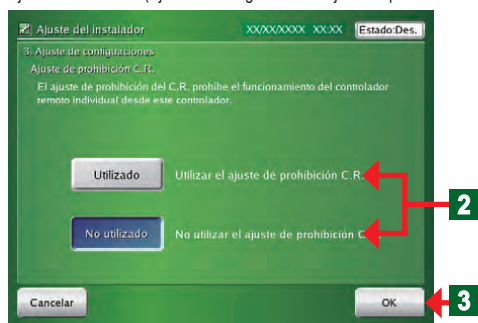 Ajuste del instalador XX/XX/XXXX XX:XX Estado:Des.
3. Ajuste de configuraciones
Ajuste de prohibición C.R.
El ajuste de prohibición del C.R. prohíbe el funcionamiento del controlador
remoto individual desde este controlador.
Utilizado Utilizar el ajuste de prohibición C.R.
2
No utilizado No utilizar el ajuste de prohibición C
Cancelar OK 3